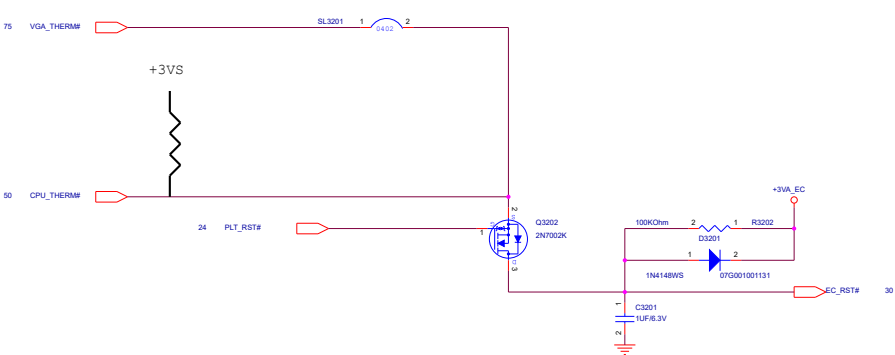 75 VGA_THERM# SL3201 1 2
0402
+3VS
50 CPU_THERM#
+3VA_EC
24 PLT_RST#
1
2
3
Q3202
2N7002K
100KOhm 2 1 R3202
D3201
1 2
1N4148WS 07G001001131
EC_RST# 30
1
C3201
1UF/6.3V
2